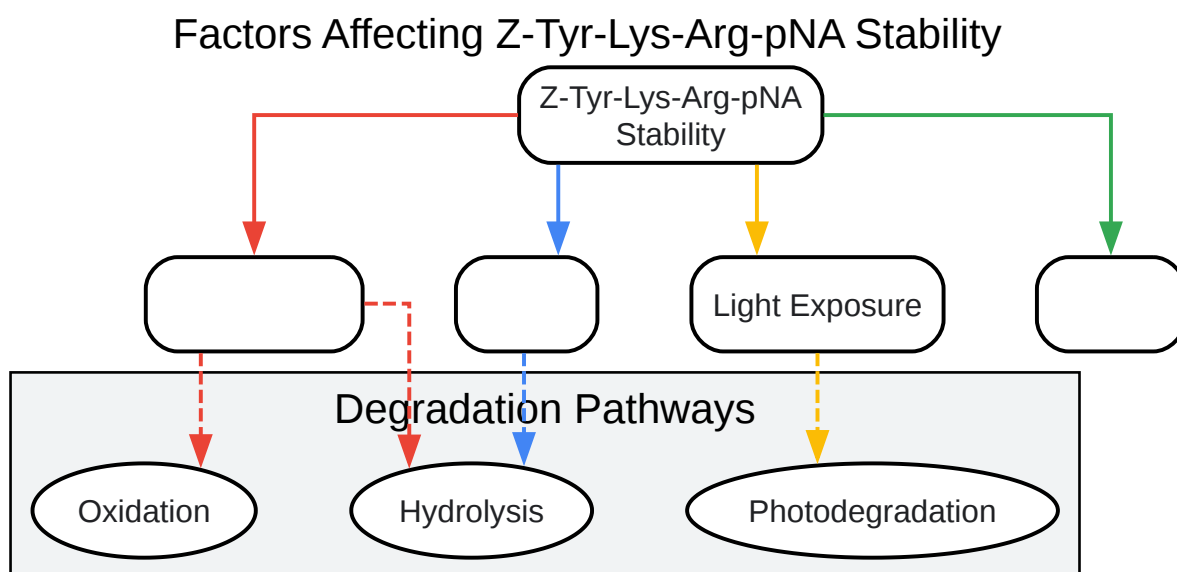 Factors Affecting Z-Tyr-Lys-Arg-pNA Stability
Z-Tyr-Lys-Arg-pNA
Stability
Light Exposure
Degradation Pathways
Oxidation
Hydrolysis
Photodegradation